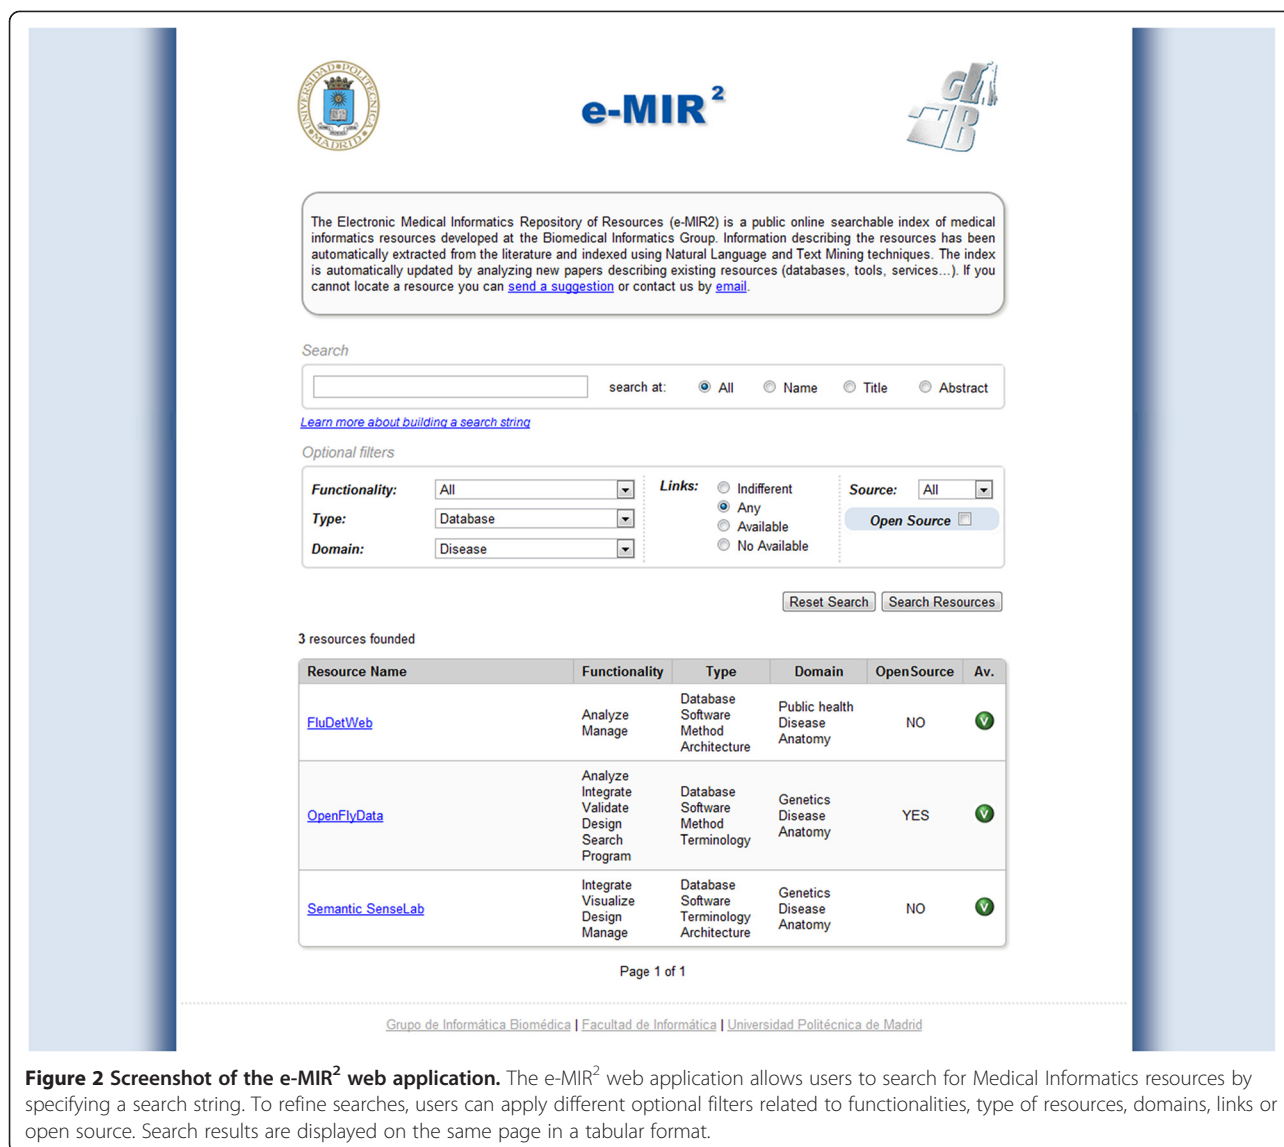 UNIVERSIDAD POLITÉCNICA MADRID
e-MIR²
GIB
The Electronic Medical Informatics Repository of Resources (e-MIR2) is a public online searchable index of medical
informatics resources developed at the Biomedical Informatics Group. Information describing the resources has been
automatically extracted from the literature and indexed using Natural Language and Text Mining techniques. The index
is automatically updated by analyzing new papers describing existing resources (databases, tools, services…). If you
cannot locate a resource you can send a suggestion or contact us by email.
Search
search at: All Name Title Abstract
Learn more about building a search string
Optional filters
Functionality: All
Type: Database
Domain: Disease
Links: Indifferent
Any
Available
No Available
Source: All
Open Source
Reset Search Search Resources
3 resources founded
Resource Name Functionality Type Domain OpenSource Av.
FluDetWeb
Analyze
Manage
Database
Software
Method
Architecture
Public health
Disease
Anatomy
NO
V
OpenFlyData
Analyze
Integrate
Validate
Design
Search
Program
Database
Software
Method
Terminology
Genetics
Disease
Anatomy
YES
V
Semantic SenseLab
Integrate
Visualize
Design
Manage
Database
Software
Terminology
Architecture
Genetics
Disease
Anatomy
NO
V
Page 1 of 1
Grupo de Informática Biomédica | Facultad de Informática | Universidad Politécnica de Madrid
Figure 2 Screenshot of the e-MIR² web application. The e-MIR² web application allows users to search for Medical Informatics resources by
specifying a search string. To refine searches, users can apply different optional filters related to functionalities, type of resources, domains, links or
open source. Search results are displayed on the same page in a tabular format.